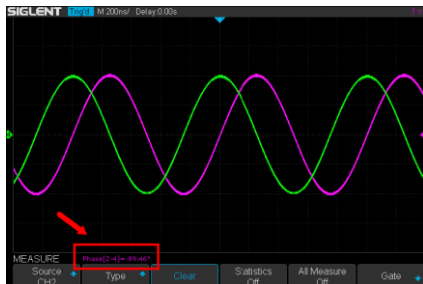 SIGLENT Trig'd M 200ns/ Delay:0.00s
MEASURE Phase[2-4]=-89.46°
Source Type Clear Statistics All Measure Gate
CH2 Off Off